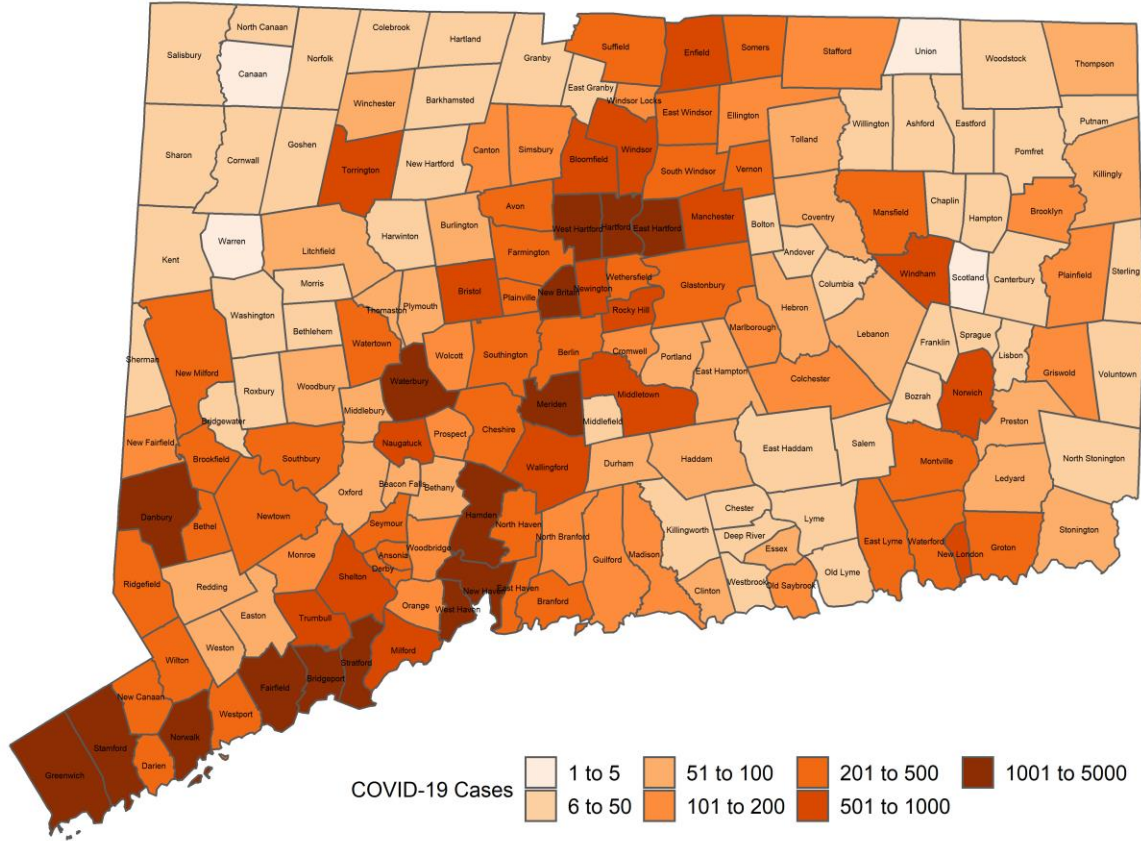 North Canaan
Colebrook
Hartland
Salisbury
Norfolk
Canaan
Granby
Suffield
Enfield
Somers
Stafford
Union
Woodstock
Thompson
East Granby
Windsor Locks
Winchester
Barkhamsted
East Windsor
Ellington
Putnam
Sharon
Cornwall
Goshen
Torrington
New Hartford
Canton
Simsbury
Bloomfield
Windsor
South Windsor
Vernon
Tolland
Willington
Ashford
Eastford
Pomfret
Killingly
Kent
Warren
Litchfield
Harwinton
Burlington
Avon
West Hartford
Hartford
East Hartford
Manchester
Bolton
Coventry
Mansfield
Chaplin
Hampton
Brooklyn
Morris
Farmington
Andover
Columbia
Windham
Scotland
Canterbury
Plainfield
Sterling
Washington
Bethlehem
Thomaston
Plymouth
Bristol
Plainville
New Britain
Newington
Wethersfield
Rocky Hill
Glastonbury
Hebron
Marlborough
Lebanon
Sherman
New Milford
Roxbury
Woodbury
Watertown
Wolcott
Southington
Berlin
Cromwell
Portland
East Hampton
Colchester
Franklin
Sprague
Lisbon
Griswold
Voluntown
Bridgewater
Middlebury
Waterbury
Meriden
Middletown
Middlefield
Bozrah
Norwich
Preston
New Fairfield
Brookfield
Southbury
Naugatuck
Prospect
Cheshire
Wallingford
Durham
Haddam
East Haddam
Salem
Montville
Ledyard
North Stonington
Danbury
Bethel
Newtown
Oxford
Beacon Falls
Bethany
Hamden
North Haven
North Branford
Guilford
Madison
Killingworth
Chester
Deep River
Essex
Lyme
East Lyme
Waterford
New London
Groton
Stonington
Ridgefield
Redding
Monroe
Seymour
Ansonia
Derby
Woodbridge
Shelton
Orange
West Haven
New Haven
East Haven
Branford
Clinton
Westbrook
Old Saybrook
Old Lyme
Easton
Weston
Wilton
Trumbull
Stratford
Milford
Fairfield
Bridgeport
New Canaan
Westport
Norwalk
Darien
Stamford
Greenwich
COVID-19 Cases
1 to 5
51 to 100
201 to 500
1001 to 5000
6 to 50
101 to 200
501 to 1000